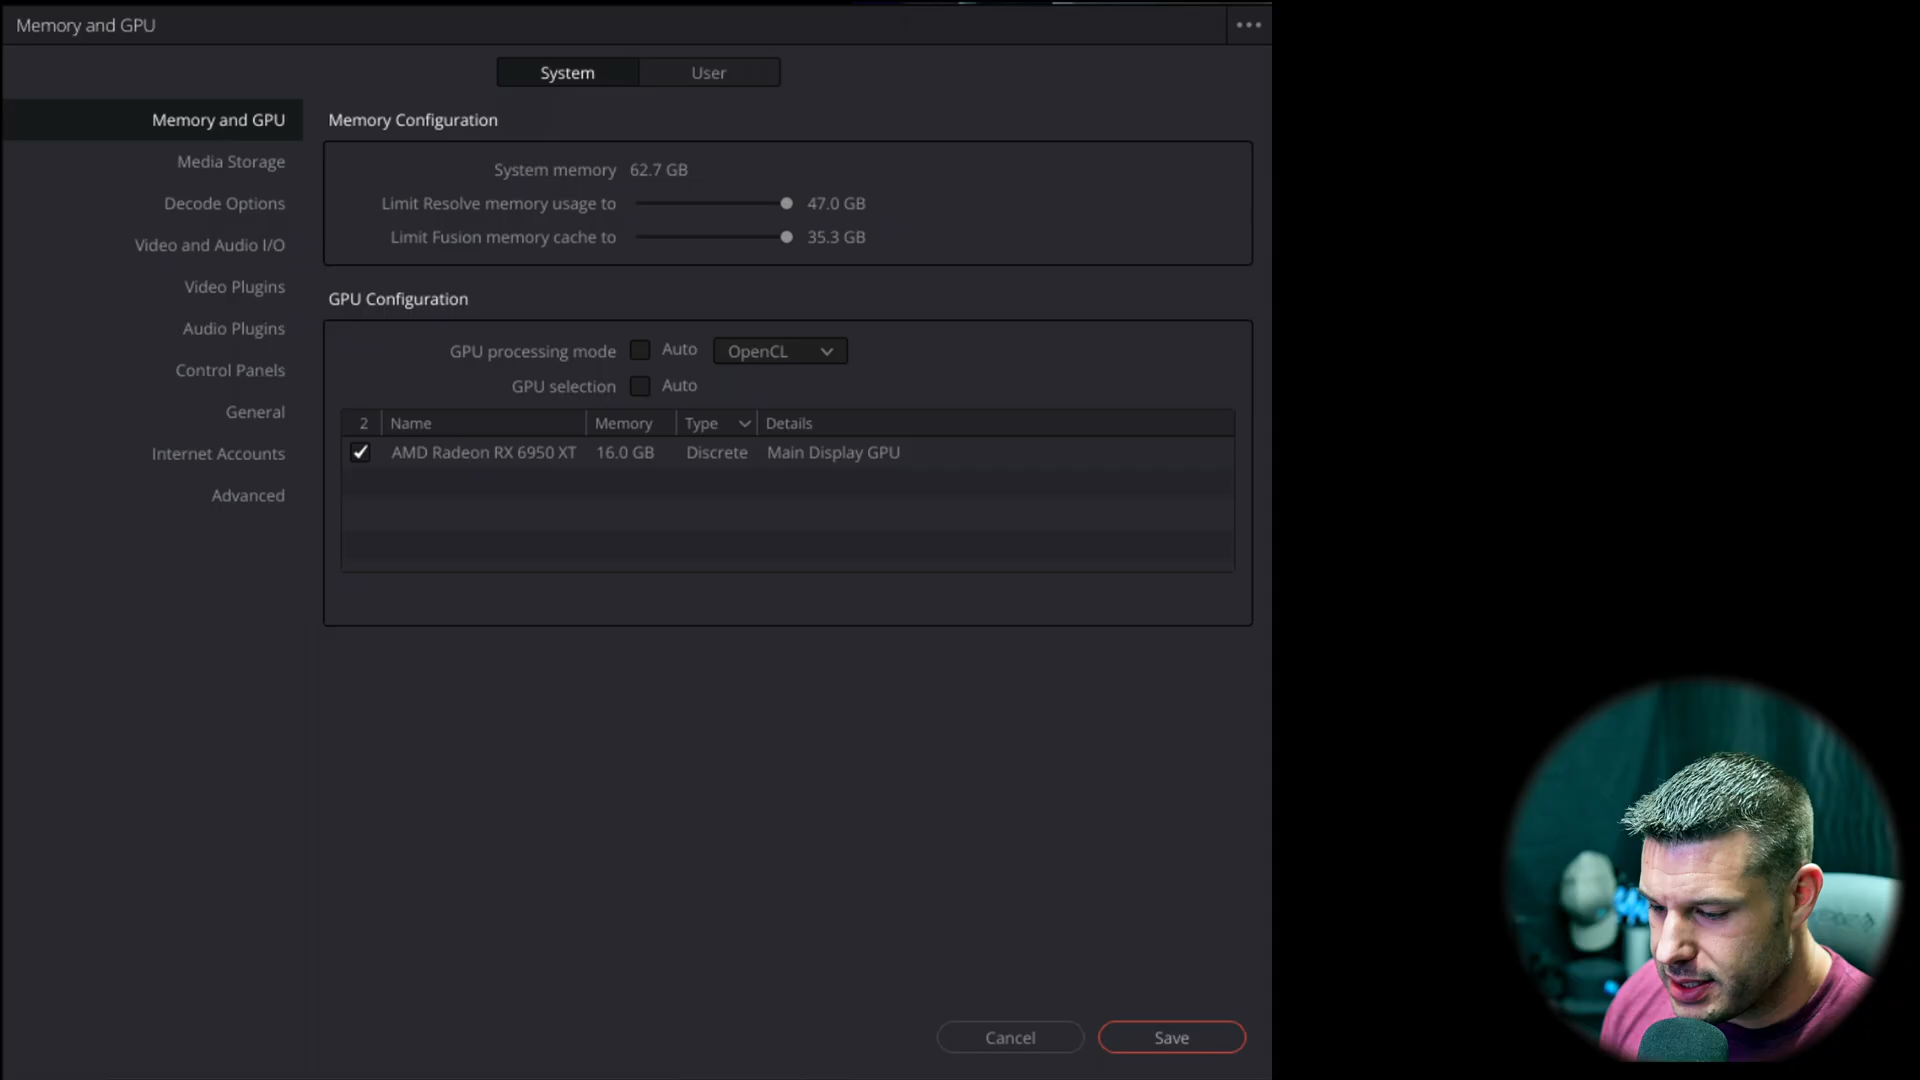 Memory and GPU
System User
Memory and GPU
Media Storage
Decode Options
Video and Audio I/O
Video Plugins
Audio Plugins
Control Panels
General
Internet Accounts
Advanced
Memory Configuration
System memory 62.7 GB
Limit Resolve memory usage to 47.0 GB
Limit Fusion memory cache to 35.3 GB
GPU Configuration
GPU processing mode Auto OpenCL
GPU selection Auto
2 Name Memory Type Details
AMD Radeon RX 6950 XT 16.0 GB Discrete Main Display GPU
Cancel Save